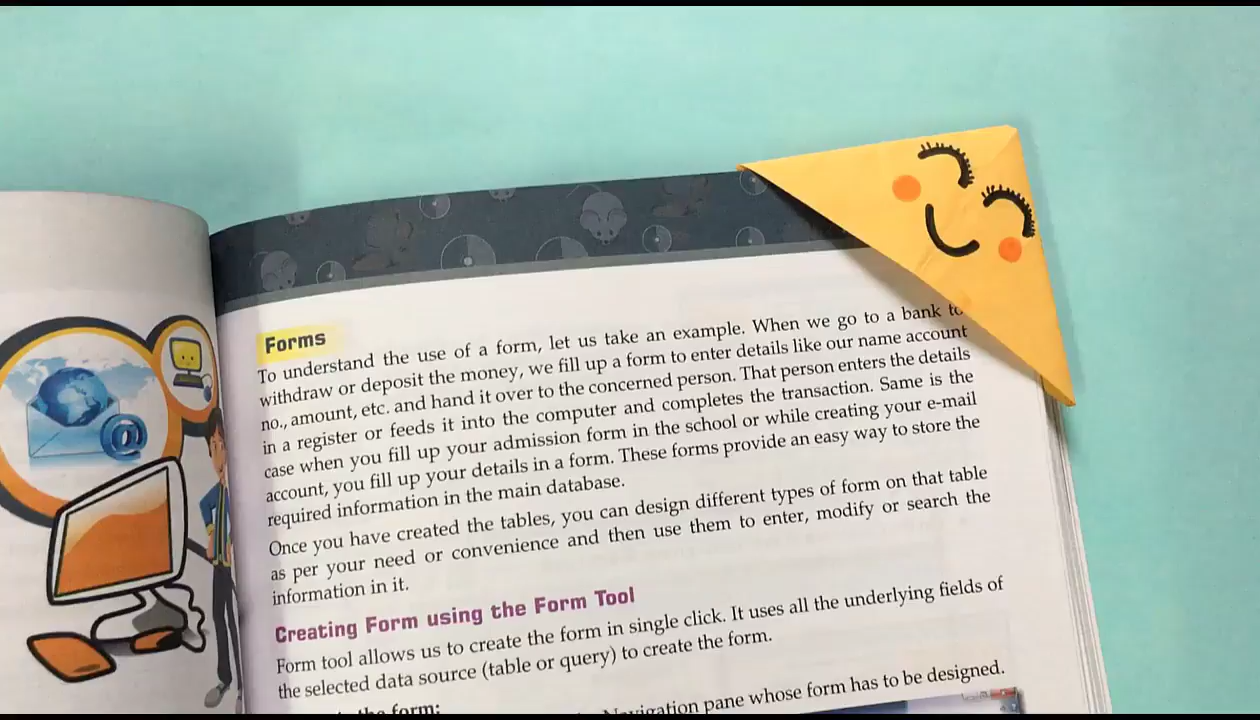 Forms
To understand the use of a form, let us take an example. When we go to a bank to
withdraw or deposit the money, we fill up a form to enter details like our name account
no., amount, etc. and hand it over to the concerned person. That person enters the details
in a register or feeds it into the computer and completes the transaction. Same is the
case when you fill up your admission form in the school or while creating your e-mail
account, you fill up your details in a form. These forms provide an easy way to store the
required information in the main database.
Once you have created the tables, you can design different types of form on that table
as per your need or convenience and then use them to enter, modify or search the
information in it.
Creating Form using the Form Tool
Form tool allows us to create the form in single click. It uses all the underlying fields of
the selected data source (table or query) to create the form.
the form:
Navigation pane whose form has to be designed.
@